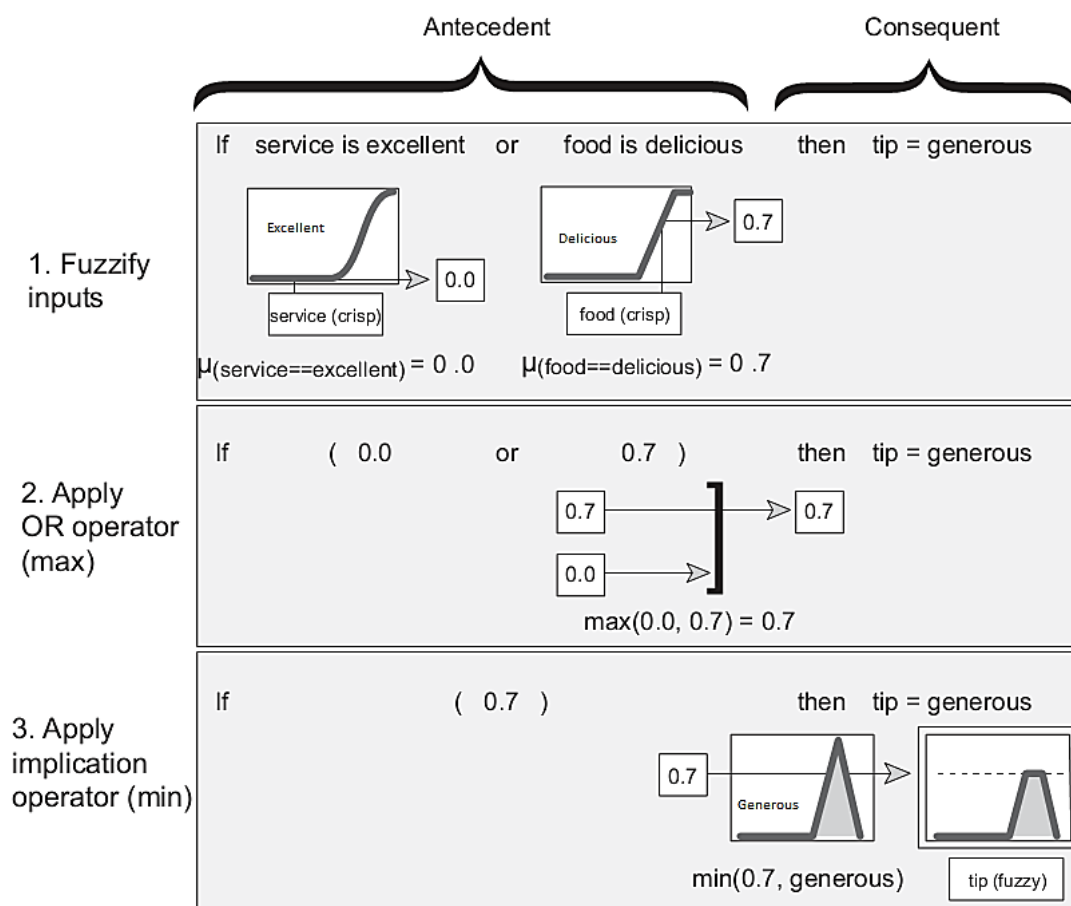 Antecedent
Consequent
If service is excellent or food is delicious then tip = generous
Excellent
Delicious
0.7
0.0
1. Fuzzify
inputs
service (crisp)
food (crisp)
μ(service==excellent) = 0 .0
μ(food==delicious) = 0 .7
If ( 0.0 or 0.7 ) then tip = generous
2. Apply
OR operator
(max)
0.7
0.7
0.0
max(0.0, 0.7) = 0.7
If ( 0.7 ) then tip = generous
3. Apply
implication
operator (min)
0.7
Generous
min(0.7, generous)
tip (fuzzy)